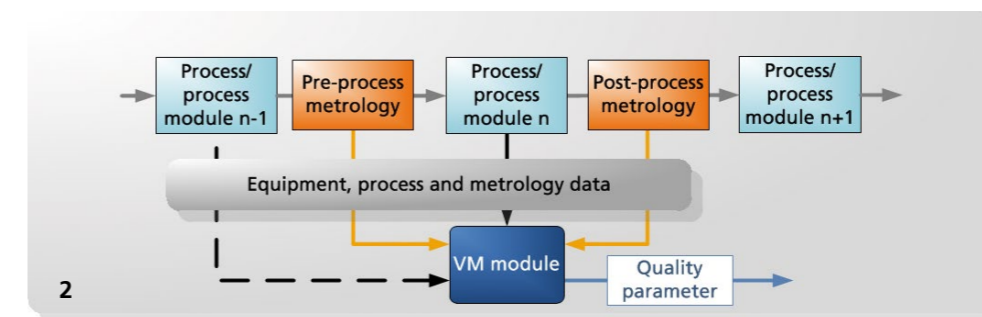 Process/
process
module n-1
Pre-process
metrology
Process/
process
module n
Post-process
metrology
Process/
process
module n+1
Equipment, process and metrology data
VM module
Quality
parameter
2